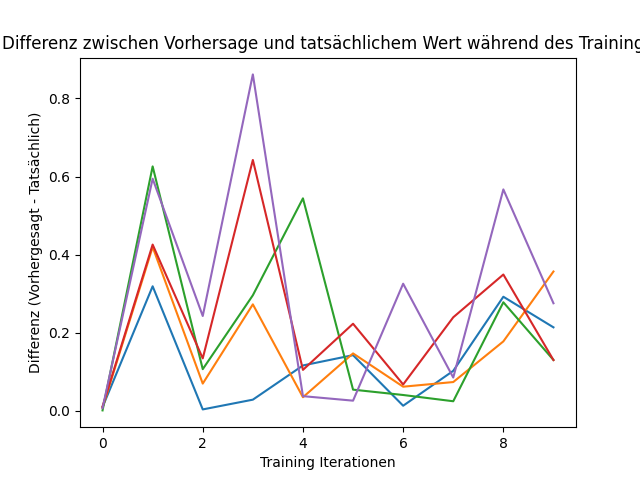 Differenz zwischen Vorhersage und tatsächlichem Wert während des Training
Differenz (Vorhergesagt - Tatsächlich)
0.8
0.6
0.4
0.2
0.0
0 2 4 6 8
Training Iterationen